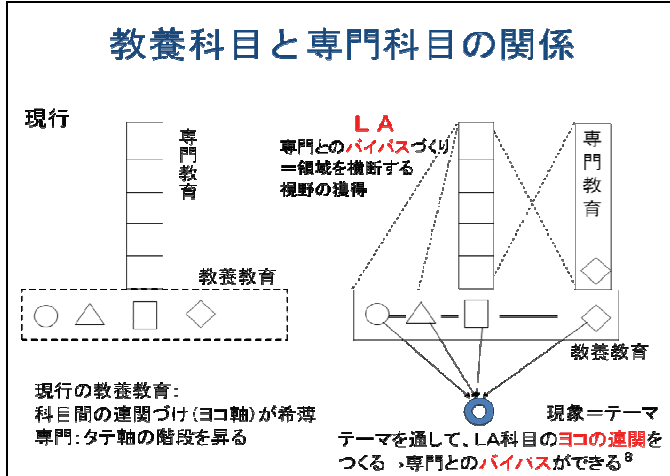 教養科目と専門科目の関係
現行
専門教育
教養教育
現行の教養教育：
科目間の連関づけ（ヨコ軸）が希薄
専門：タテ軸の階段を昇る
ＬＡ
専門とのバイパスづくり
＝領域を横断する
視野の獲得
専門教育
教養教育
現象＝テーマ
テーマを通して、LA科目のヨコの連関を
つくる→専門とのバイパスができる
8